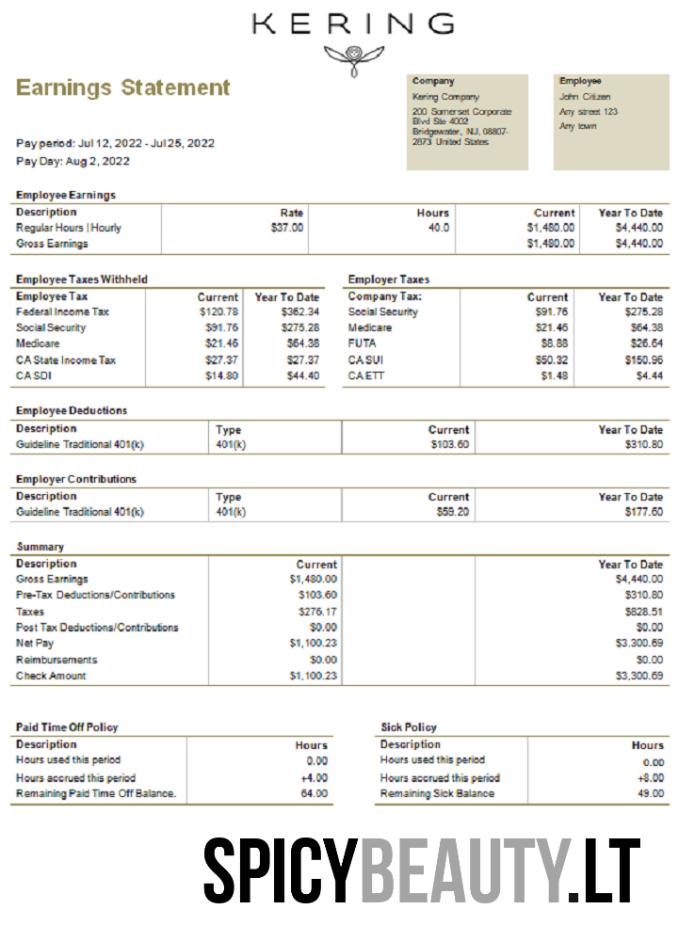 KERING
Earnings Statement
Company
Kering Company
200 Somerset Corporate
Blvd Ste 4002
Bridgewater, NJ, 08807-
2873 United States
Employee
John Citizen
Any street 123
Any town
Pay period: Jul 12, 2022 - Jul 25, 2022
Pay Day: Aug 2, 2022
Employee Earnings
Description Rate Hours Current Year To Date
Regular Hours | Hourly $37.00 40.0 $1,480.00 $4,440.00
Gross Earnings $1,480.00 $4,440.00
Employee Taxes Withheld
Employee Tax Current Year To Date
Federal Income Tax $120.78 $362.34
Social Security $91.76 $275.28
Medicare $21.46 $64.38
CA State Income Tax $27.37 $27.37
CA SDI $14.80 $44.40
Employer Taxes
Company Tax: Current Year To Date
Social Security $91.76 $275.28
Medicare $21.46 $64.38
FUTA $8.88 $26.64
CA SUI $50.32 $150.96
CA ETT $1.48 $4.44
Employee Deductions
Description Type Current Year To Date
Guideline Traditional 401(k) 401(k) $103.60 $310.80
Employer Contributions
Description Type Current Year To Date
Guideline Traditional 401(k) 401(k) $59.20 $177.60
Summary
Description Current Year To Date
Gross Earnings $1,480.00 $4,440.00
Pre-Tax Deductions/Contributions $103.60 $310.80
Taxes $276.17 $828.51
Post Tax Deductions/Contributions $0.00 $0.00
Net Pay $1,100.23 $3,300.69
Reimbursements $0.00 $0.00
Check Amount $1,100.23 $3,300.69
Paid Time Off Policy
Description Hours
Hours used this period 0.00
Hours accrued this period +4.00
Remaining Paid Time Off Balance. 64.00
Sick Policy
Description Hours
Hours used this period 0.00
Hours accrued this period +8.00
Remaining Sick Balance 49.00
SPICYBEAUTY.LT